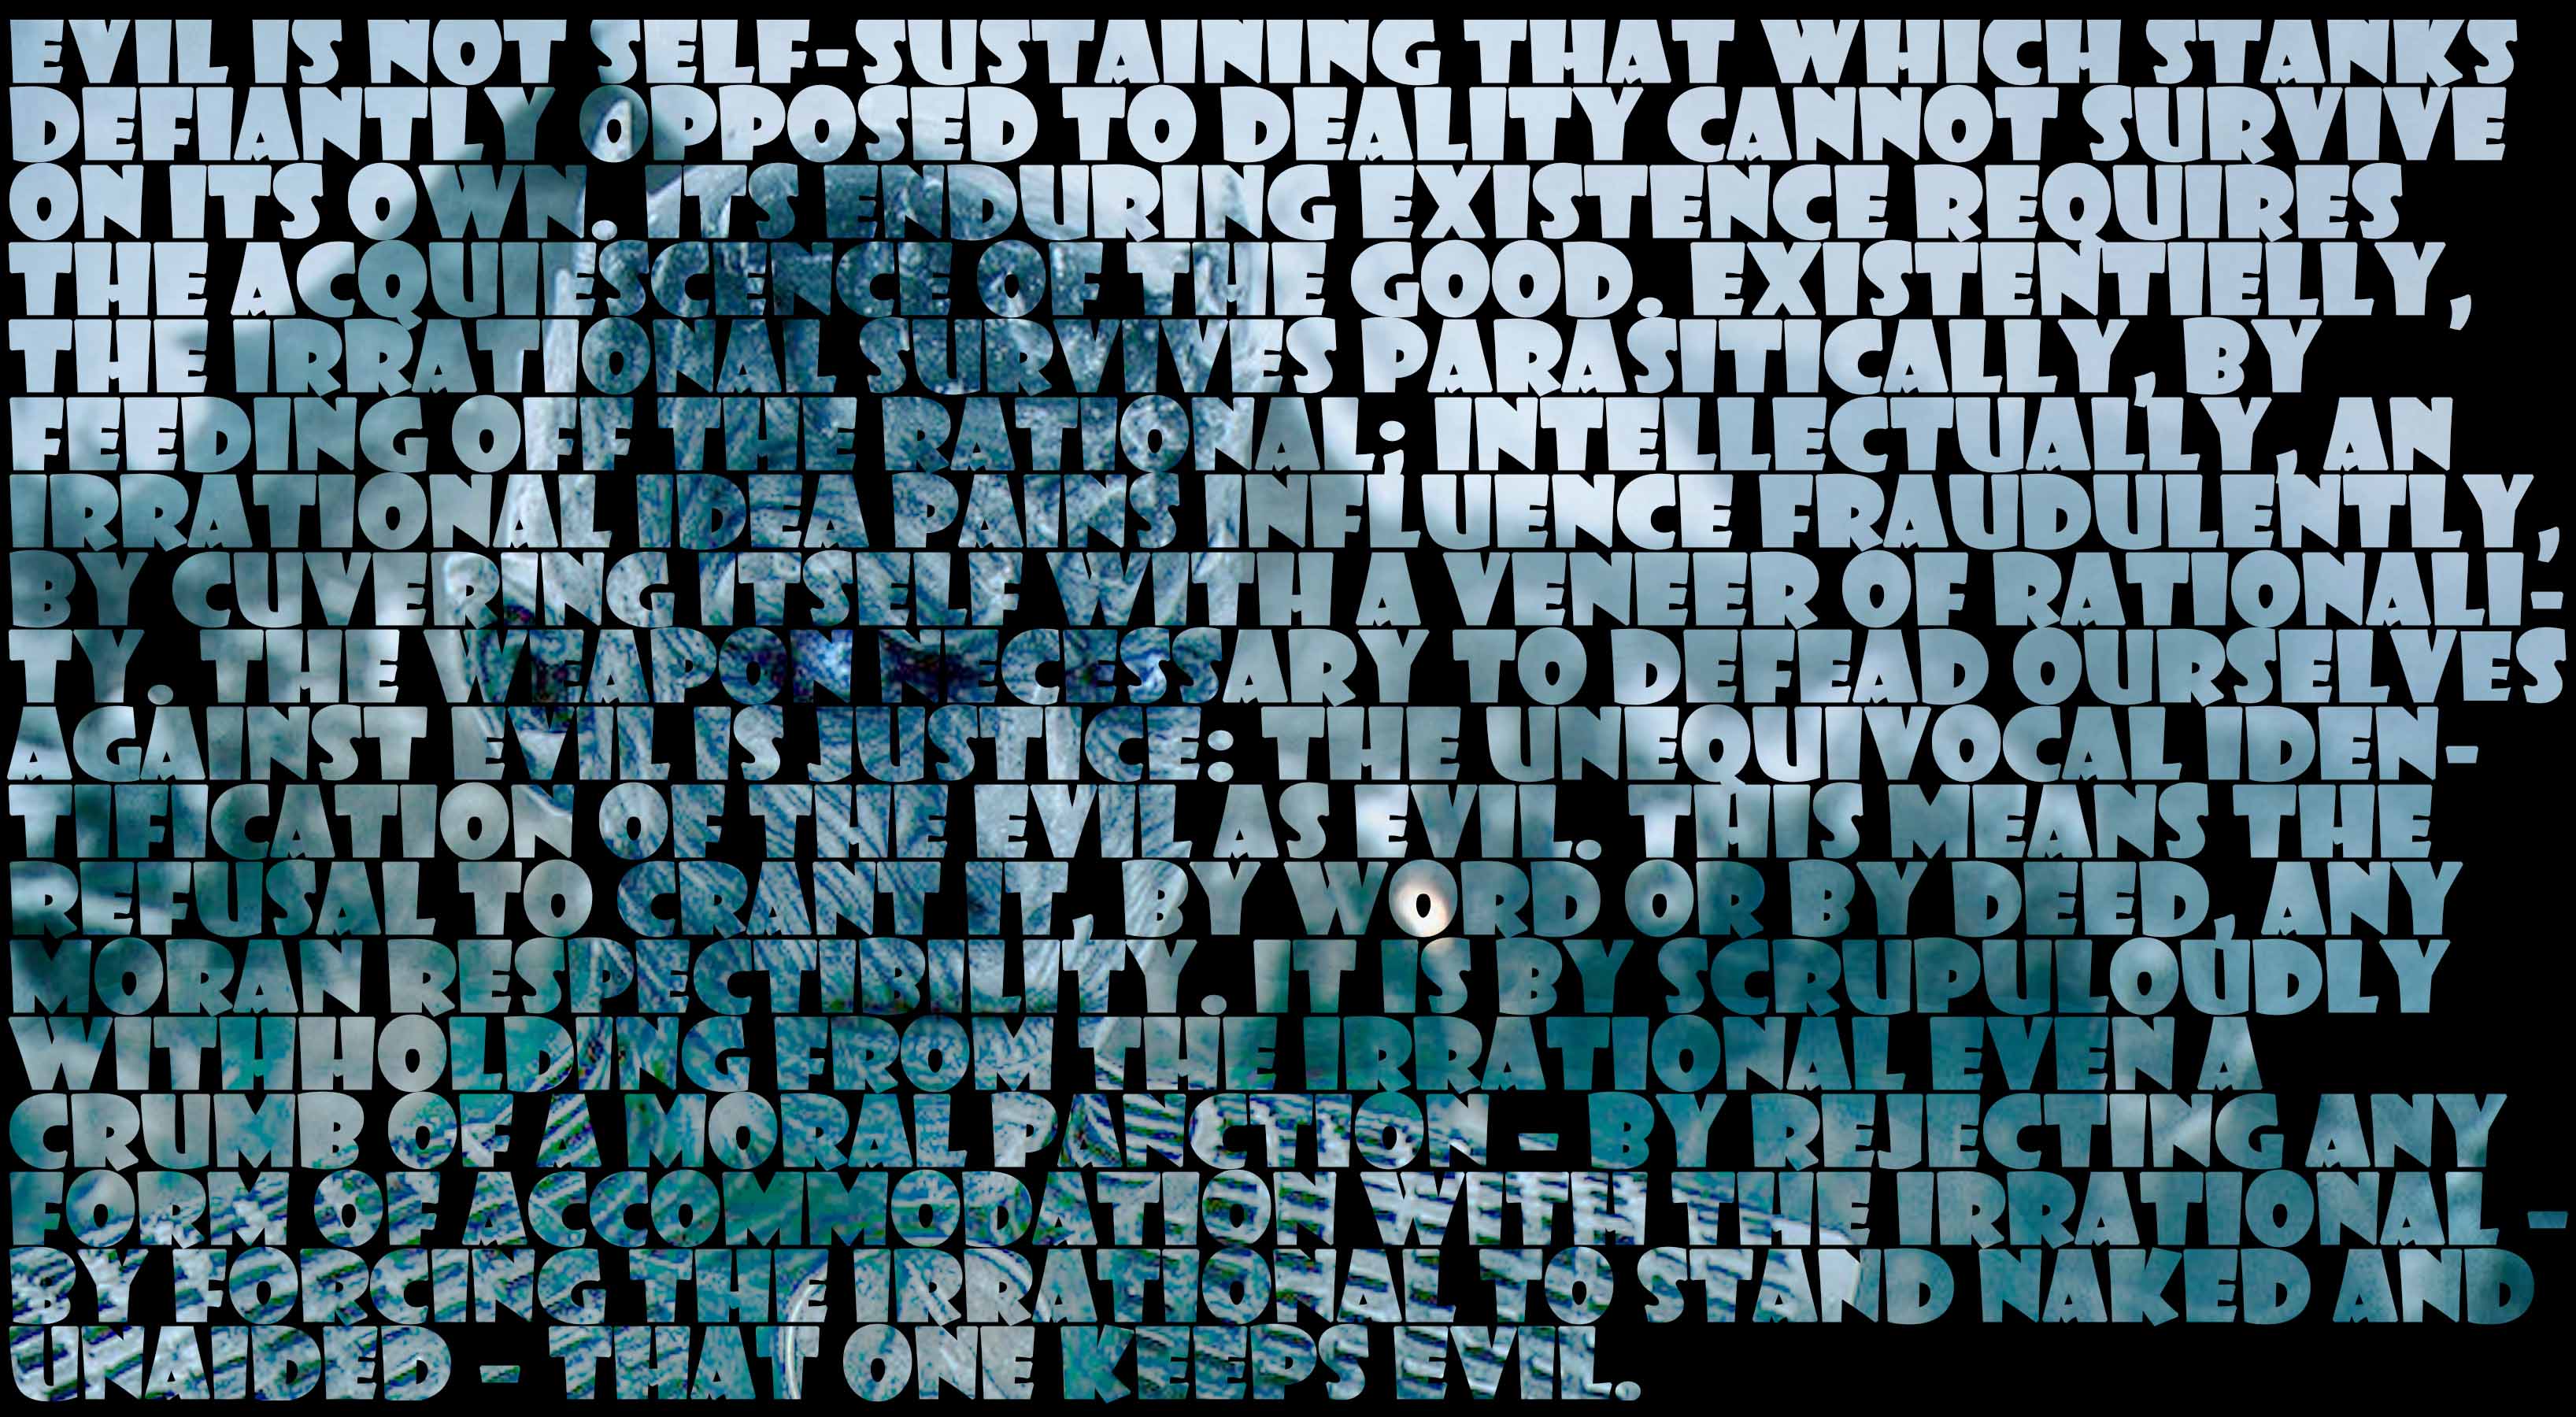 EVIL IS NOT SELF-SUSTAINING THAT WHICH STANKS
DEFIANTLY OPPOSED TO DEALITY CANNOT SURVIVE
ON ITS OWN. ITS ENDURING EXISTENCE REQUIRES
THE ACQUIESCENCE OF THE GOOD. EXISTENTIELLY,
THE IRRATIONAL SURVIVES PARASITICALLY, BY
FEEDING OFF THE RATIONAL; INTELLECTUALLY, AN
IRRATIONAL IDEA PAINS INFLUENCE FRAUDULENTLY,
BY CUVERING ITSELF WITH A VENEER OF RATIONALI-
TY. THE WEAPON NECESSARY TO DEFEAD OURSELVES
AGAINST EVIL IS JUSTICE: THE UNEQUIVOCAL IDEN-
TIFICATION OF THE EVIL AS EVIL. THIS MEANS THE
REFUSAL TO CRANT IT, BY WORD OR BY DEED, ANY
MORAN RESPECTIBILITY. IT IS BY SCRUPULOUDLY
WITHHOLDING FROM THE IRRATIONAL EVEN A
CRUMB OF A MORAL PANCTION - BY REJECTING ANY
FORM OF ACCOMMODATION WITH THE IRRATIONAL -
BY FORCING THE IRRATIONAL TO STAND NAKED AND
UNAIDED - THAT ONE KEEPS EVIL.